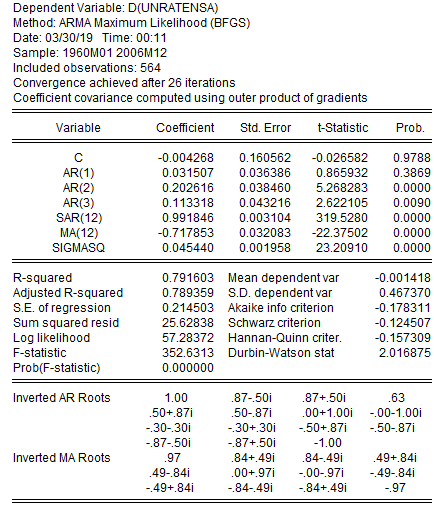 Dependent Variable: D(UNRATENSA)
Method: ARMA Maximum Likelihood (BFGS)
Date: 03/30/19 Time: 00:11
Sample: 1960M01 2006M12
Included observations: 564
Convergence achieved after 26 iterations
Coefficient covariance computed using outer product of gradients
Variable Coefficient Std. Error t-Statistic Prob.
C -0.004268 0.160562 -0.026582 0.9788
AR(1) 0.031507 0.036386 0.865932 0.3869
AR(2) 0.202616 0.038460 5.268283 0.0000
AR(3) 0.113318 0.043216 2.622105 0.0090
SAR(12) 0.991846 0.003104 319.5280 0.0000
MA(12) -0.717853 0.032083 -22.37502 0.0000
SIGMASQ 0.045440 0.001958 23.20910 0.0000
R-squared 0.791603 Mean dependent var -0.001418
Adjusted R-squared 0.789359 S.D. dependent var 0.467370
S.E. of regression 0.214503 Akaike info criterion -0.178311
Sum squared resid 25.62838 Schwarz criterion -0.124507
Log likelihood 57.28372 Hannan-Quinn criter. -0.157309
F-statistic 352.6313 Durbin-Watson stat 2.016875
Prob(F-statistic) 0.000000
Inverted AR Roots 1.00 .87-.50i .87+.50i .63
.50+.87i .50-.87i .00+1.00i -.00-1.00i
-.30-.30i -.30+.30i -.50+.87i -.50-.87i
-.87-.50i -.87+.50i -1.00
Inverted MA Roots .97 .84+.49i .84-.49i .49+.84i
.49-.84i .00+.97i -.00-.97i -.49-.84i
-.49+.84i -.84-.49i -.84+.49i -.97